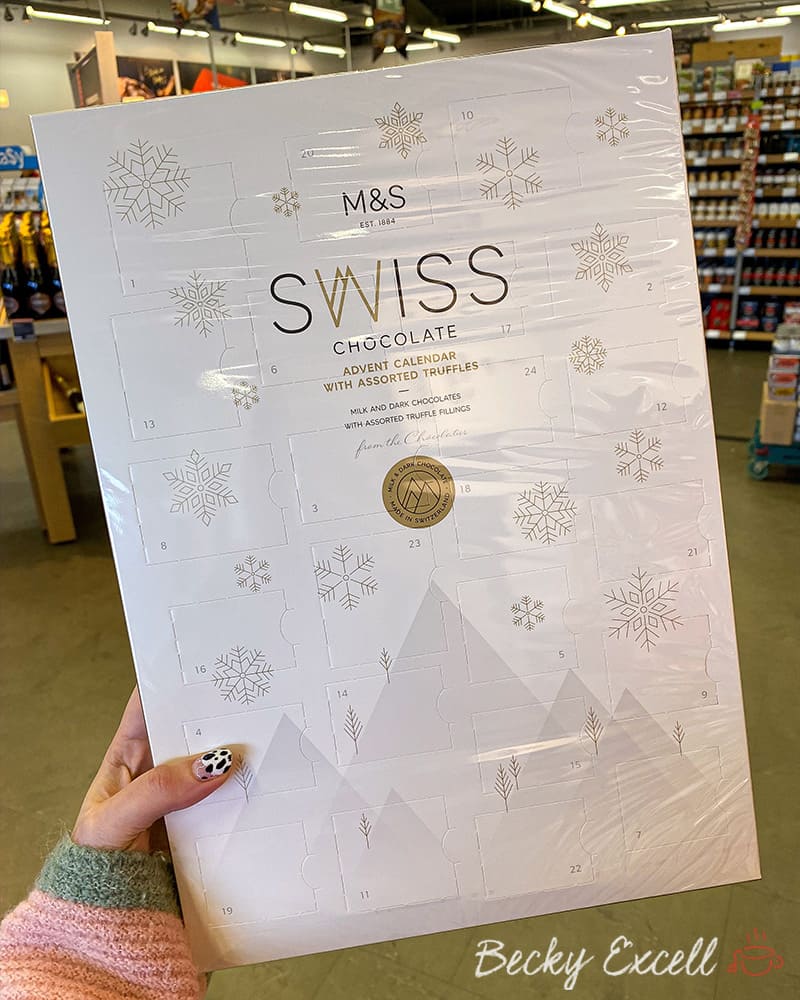 10
20
M&S
EST. 1884
1
2
SWISS
CHOCOLATE
17
6
ADVENT CALENDAR
WITH ASSORTED TRUFFLES
24
MILK AND DARK CHOCOLATES
WITH ASSORTED TRUFFLE FILLINGS
12
13
from the Chocolatier
MILK & DARK CHOCOLATE
MADE IN SWITZERLAND
3
18
8
23
21
16
5
14
9
4
15
7
22
11
19
Becky Excell